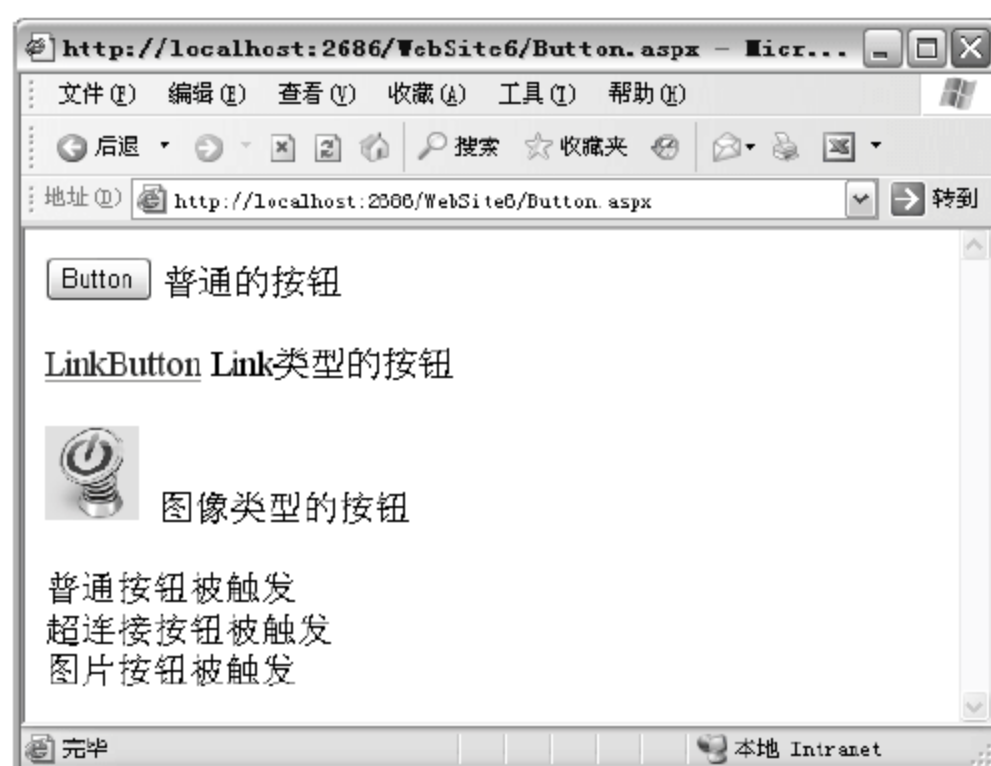 http://localhost:2686/WebSite6/Button.aspx - Micr...
文件(F) 编辑(E) 查看(V) 收藏(A) 工具(T) 帮助(H)
后退 搜索 收藏夹
地址(D) http://localhost:2686/WebSite6/Button.aspx 转到
Button 普通的按钮
LinkButton Link类型的按钮
图像类型的按钮
普通按钮被触发
超连接按钮被触发
图片按钮被触发
完毕 本地 Intranet